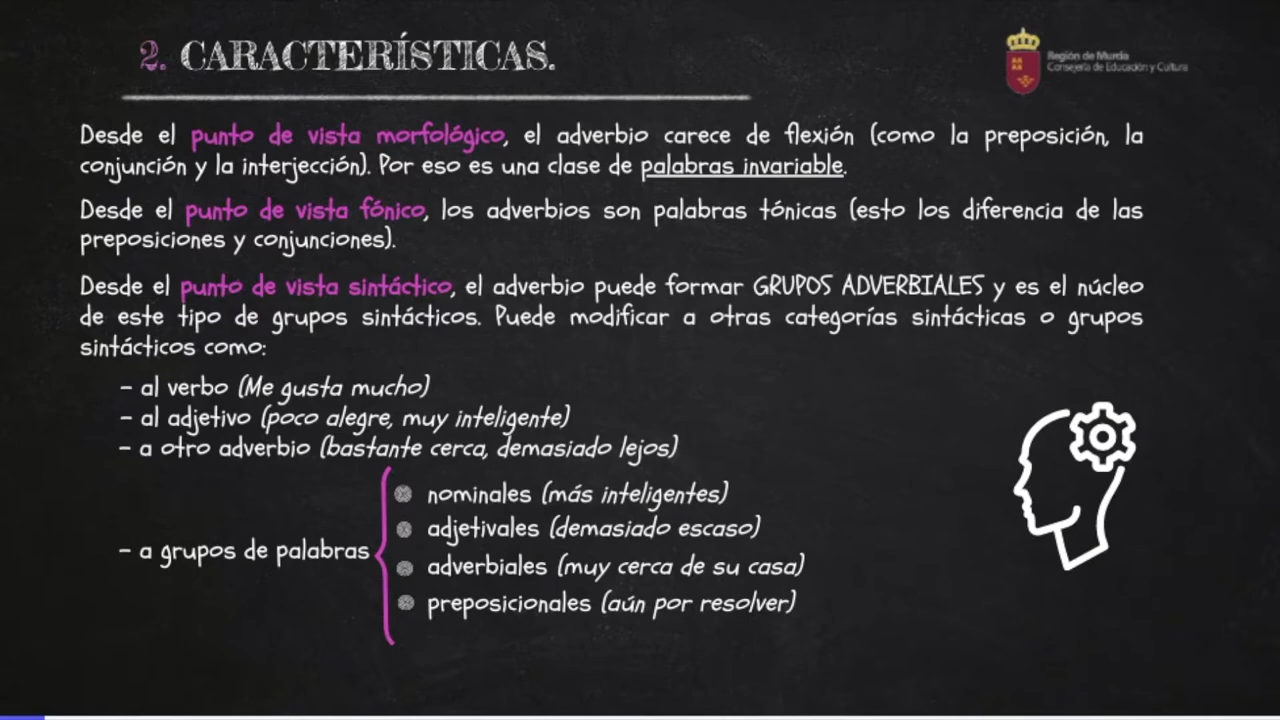 2. CARACTERÍSTICAS.
Región de Murcia
Consejería de Educación y Cultura
Desde el punto de vista morfológico, el adverbio carece de flexión (como la preposición, la
conjunción y la interjección). Por eso es una clase de palabras invariable.
Desde el punto de vista fónico, los adverbios son palabras tónicas (esto los diferencia de las
preposiciones y conjunciones).
Desde el punto de vista sintáctico, el adverbio puede formar GRUPOS ADVERBIALES y es el núcleo
de este tipo de grupos sintácticos. Puede modificar a otras categorías sintácticas o grupos
sintácticos como:
- al verbo (Me gusta mucho)
- al adjetivo (poco alegre, muy inteligente)
- a otro adverbio (bastante cerca, demasiado lejos)
- a grupos de palabras
nominales (más inteligentes)
adjetivales (demasiado escaso)
adverbiales (muy cerca de su casa)
preposicionales (aún por resolver)